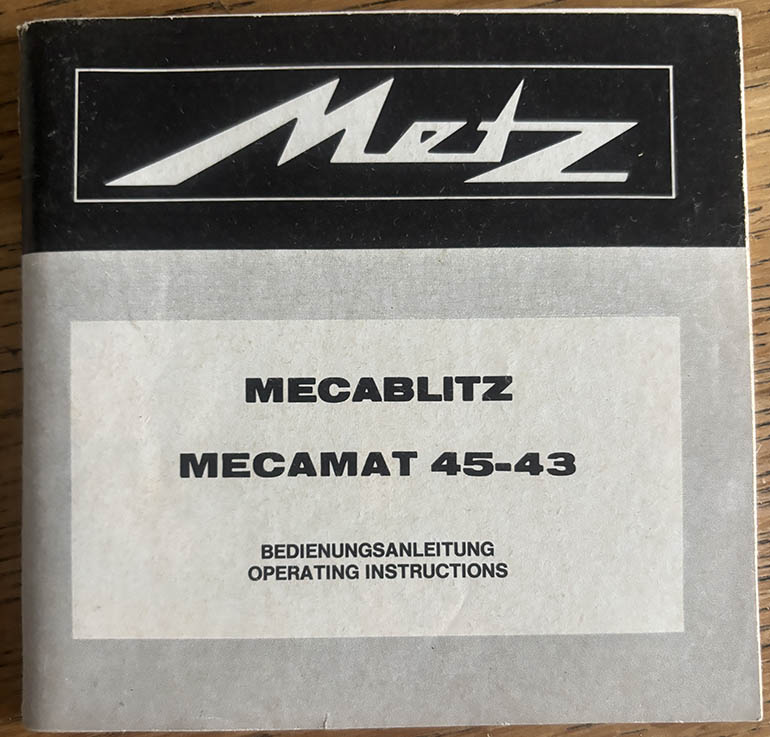 Metz
MECABLITZ
MECAMAT 45-43
BEDIENUNGSANLEITUNG
OPERATING INSTRUCTIONS